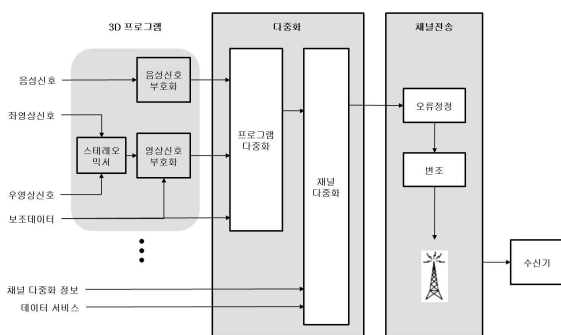 3D 프로그램
다중화
채널전송
음성신호
음성신호
부호화
좌영상신호
스테레오
믹서
영상신호
부호화
우영상신호
보조데이터
프로그램
다중화
채널
다중화
오류정정
변조
수신기
채널 다중화 정보
데이터 서비스